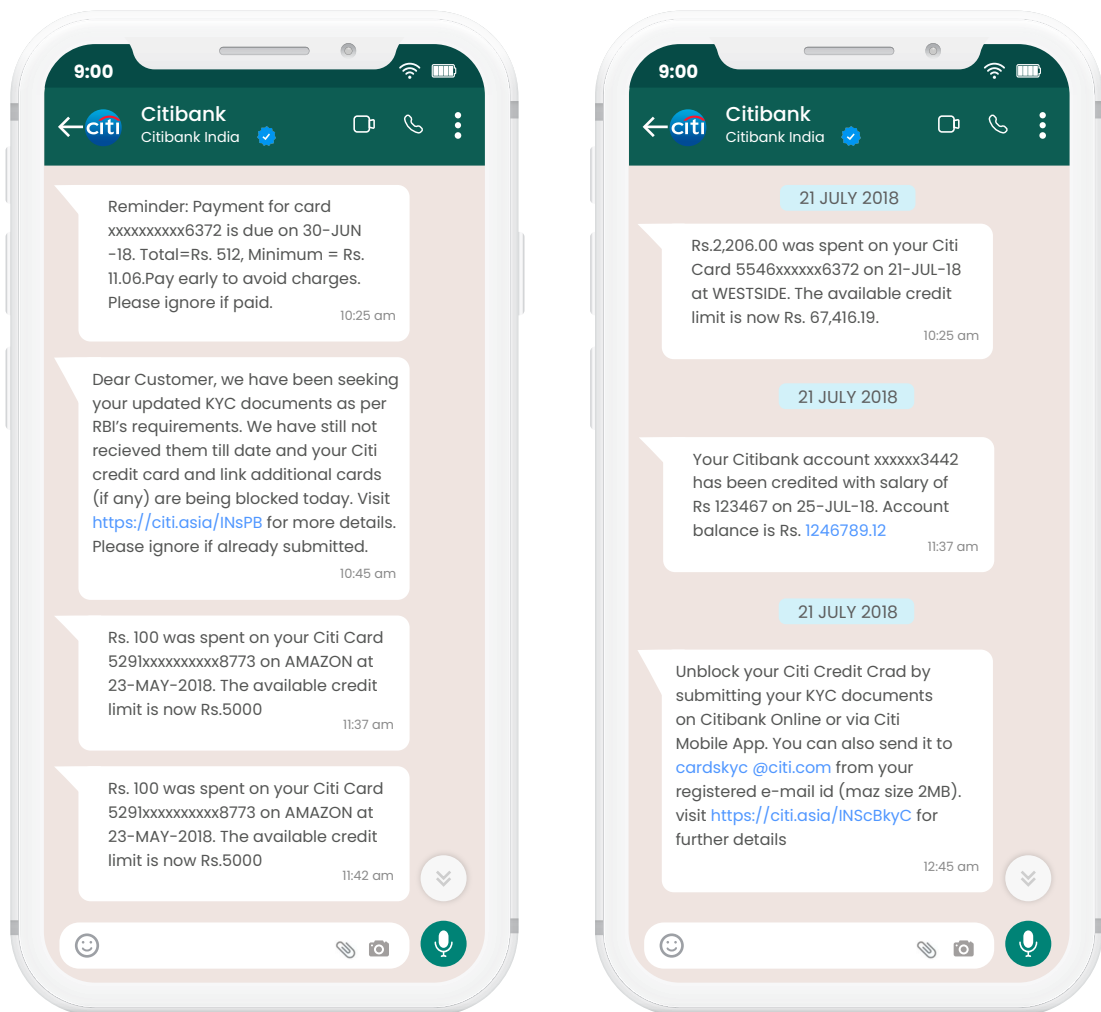 9:00
citi
Citibank
Citibank India
Reminder: Payment for card
xxxxxxxxxx6372 is due on 30-JUN
-18. Total=Rs. 512, Minimum = Rs.
11.06.Pay early to avoid charges.
Please ignore if paid.
10:25 am
Dear Customer, we have been seeking
your updated KYC documents as per
RBI's requirements. We have still not
recieved them till date and your Citi
credit card and link additional cards
(if any) are being blocked today. Visit
https://citi.asia/INsPB for more details.
Please ignore if already submitted.
10:45 am
Rs. 100 was spent on your Citi Card
5291xxxxxxxxxx8773 on AMAZON at
23-MAY-2018. The available credit
limit is now Rs.5000
11:37 am
Rs. 100 was spent on your Citi Card
5291xxxxxxxxxx8773 on AMAZON at
23-MAY-2018. The available credit
limit is now Rs.5000
11:42 am
9:00
citi
Citibank
Citibank India
21 JULY 2018
Rs.2,206.00 was spent on your Citi
Card 5546xxxxxx6372 on 21-JUL-18
at WESTSIDE. The available credit
limit is now Rs. 67,416.19.
10:25 am
21 JULY 2018
Your Citibank account xxxxxx3442
has been credited with salary of
Rs 123467 on 25-JUL-18. Account
balance is Rs. 1246789.12
11:37 am
21 JULY 2018
Unblock your Citi Credit Crad by
submitting your KYC documents
on Citibank Online or via Citi
Mobile App. You can also send it to
cardskyc @citi.com from your
registered e-mail id (maz size 2MB).
visit https://citi.asia/INScBkyC for
further details
12:45 am